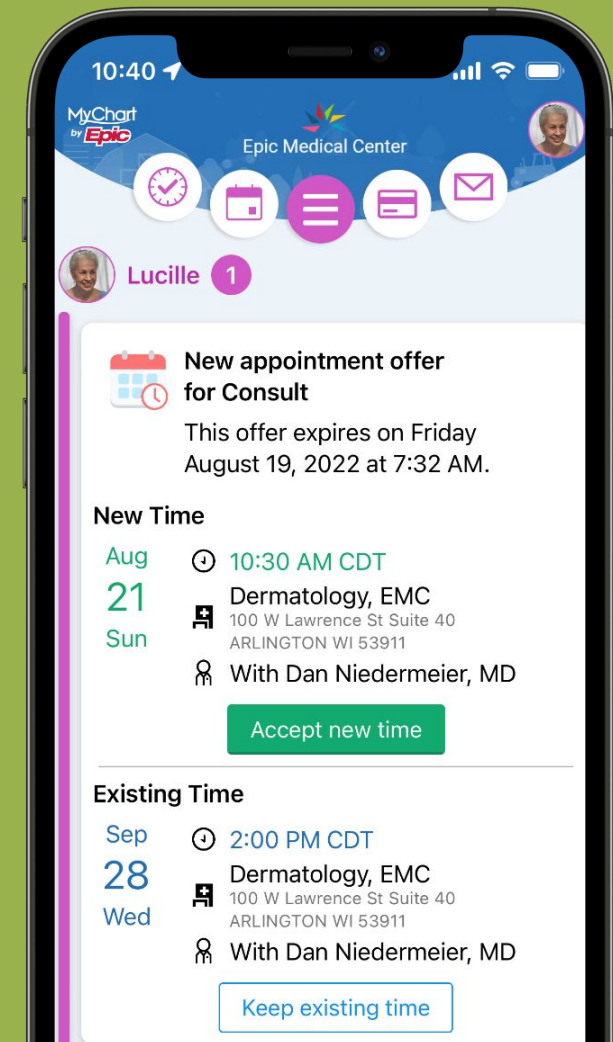 10:40
MyChart
by Epic
Epic Medical Center
Lucille 1
New appointment offer
for Consult
This offer expires on Friday
August 19, 2022 at 7:32 AM.
New Time
Aug
21
Sun
10:30 AM CDT
Dermatology, EMC
100 W Lawrence St Suite 40
ARLINGTON WI 53911
With Dan Niedermeier, MD
Accept new time
Existing Time
Sep
28
Wed
2:00 PM CDT
Dermatology, EMC
100 W Lawrence St Suite 40
ARLINGTON WI 53911
With Dan Niedermeier, MD
Keep existing time